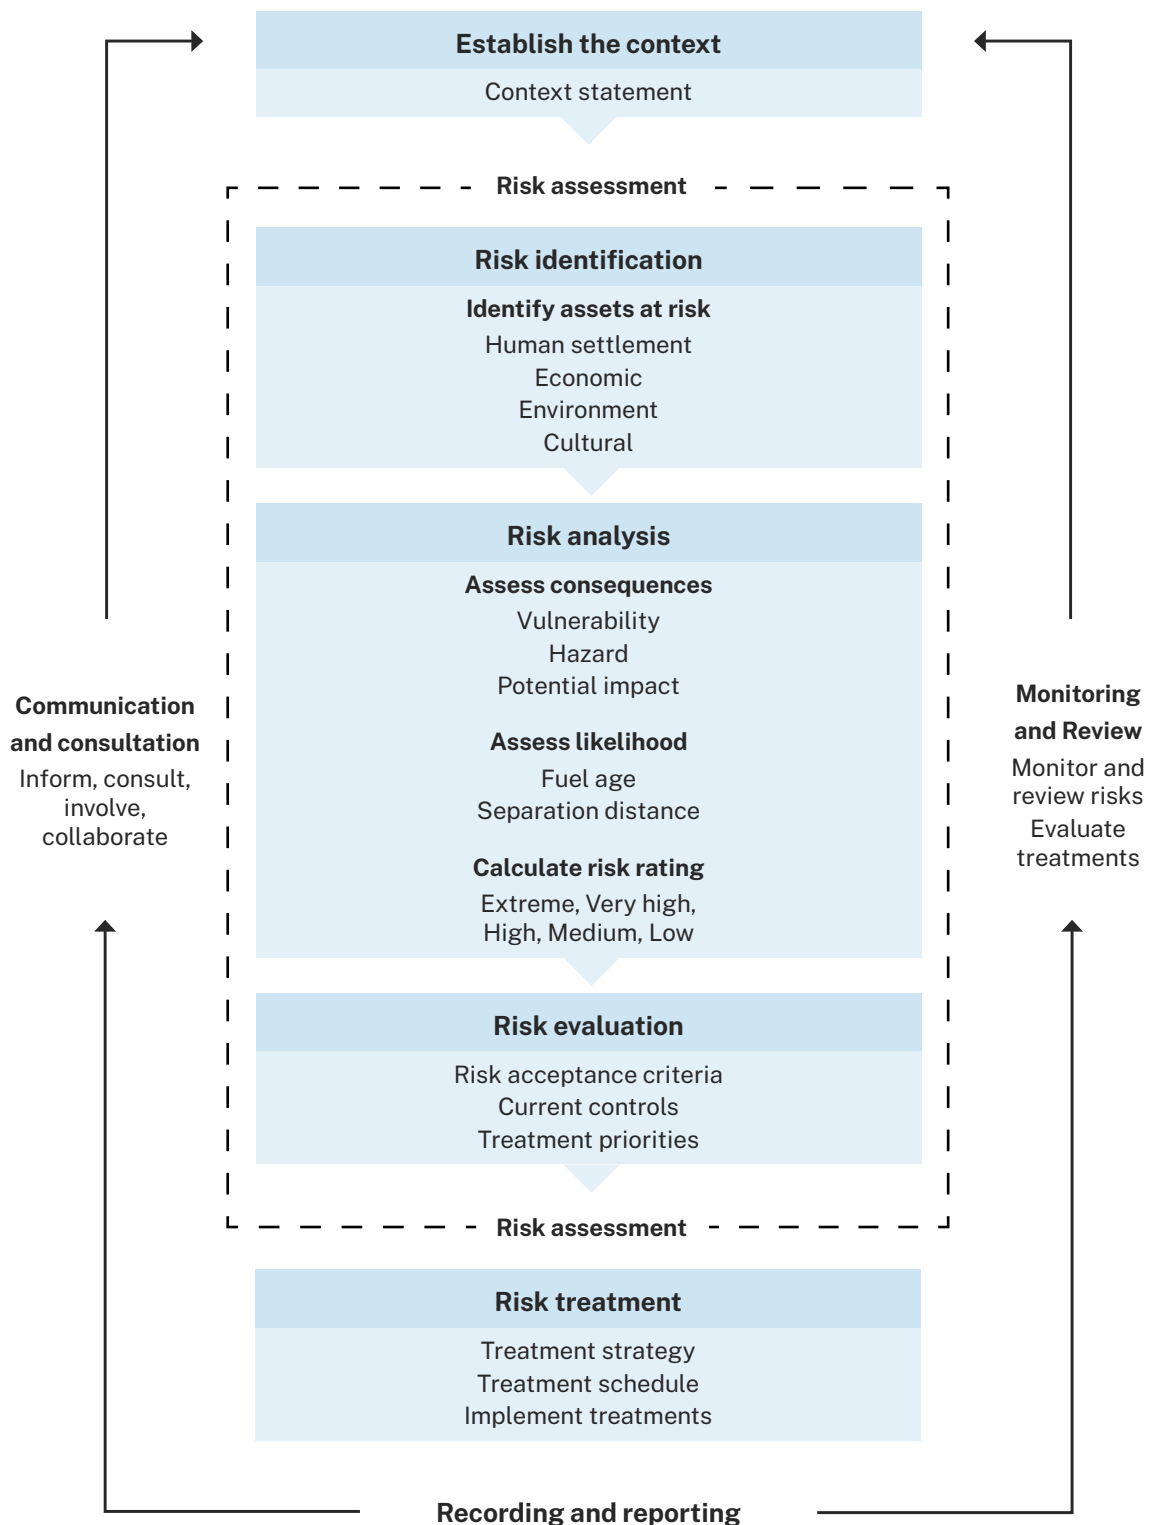 Establish the context
Context statement
Risk assessment
Risk identification
Identify assets at risk
Human settlement
Economic
Environment
Cultural
Risk analysis
Assess consequences
Vulnerability
Hazard
Potential impact
Assess likelihood
Fuel age
Separation distance
Calculate risk rating
Extreme, Very high,
High, Medium, Low
Communication
and consultation
Inform, consult,
involve,
collaborate
Monitoring
and Review
Monitor and
review risks
Evaluate
treatments
Risk evaluation
Risk acceptance criteria
Current controls
Treatment priorities
Risk assessment
Risk treatment
Treatment strategy
Treatment schedule
Implement treatments
Recording and reporting